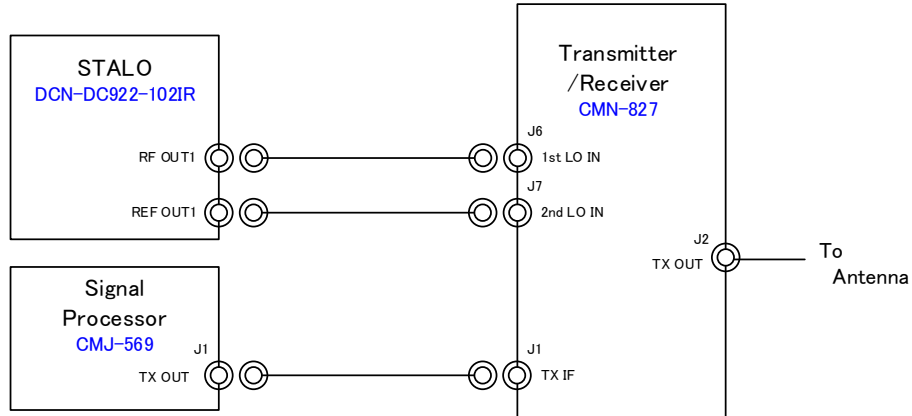 STALO
DCN-DC922-102IR
RF OUT1
REF OUT1
Signal
Processor
CMJ-569
J1
TX OUT
Transmitter
/Receiver
CMN-827
J6
1st LO IN
J7
2nd LO IN
J1
TX IF
J2
TX OUT
To
Antenna